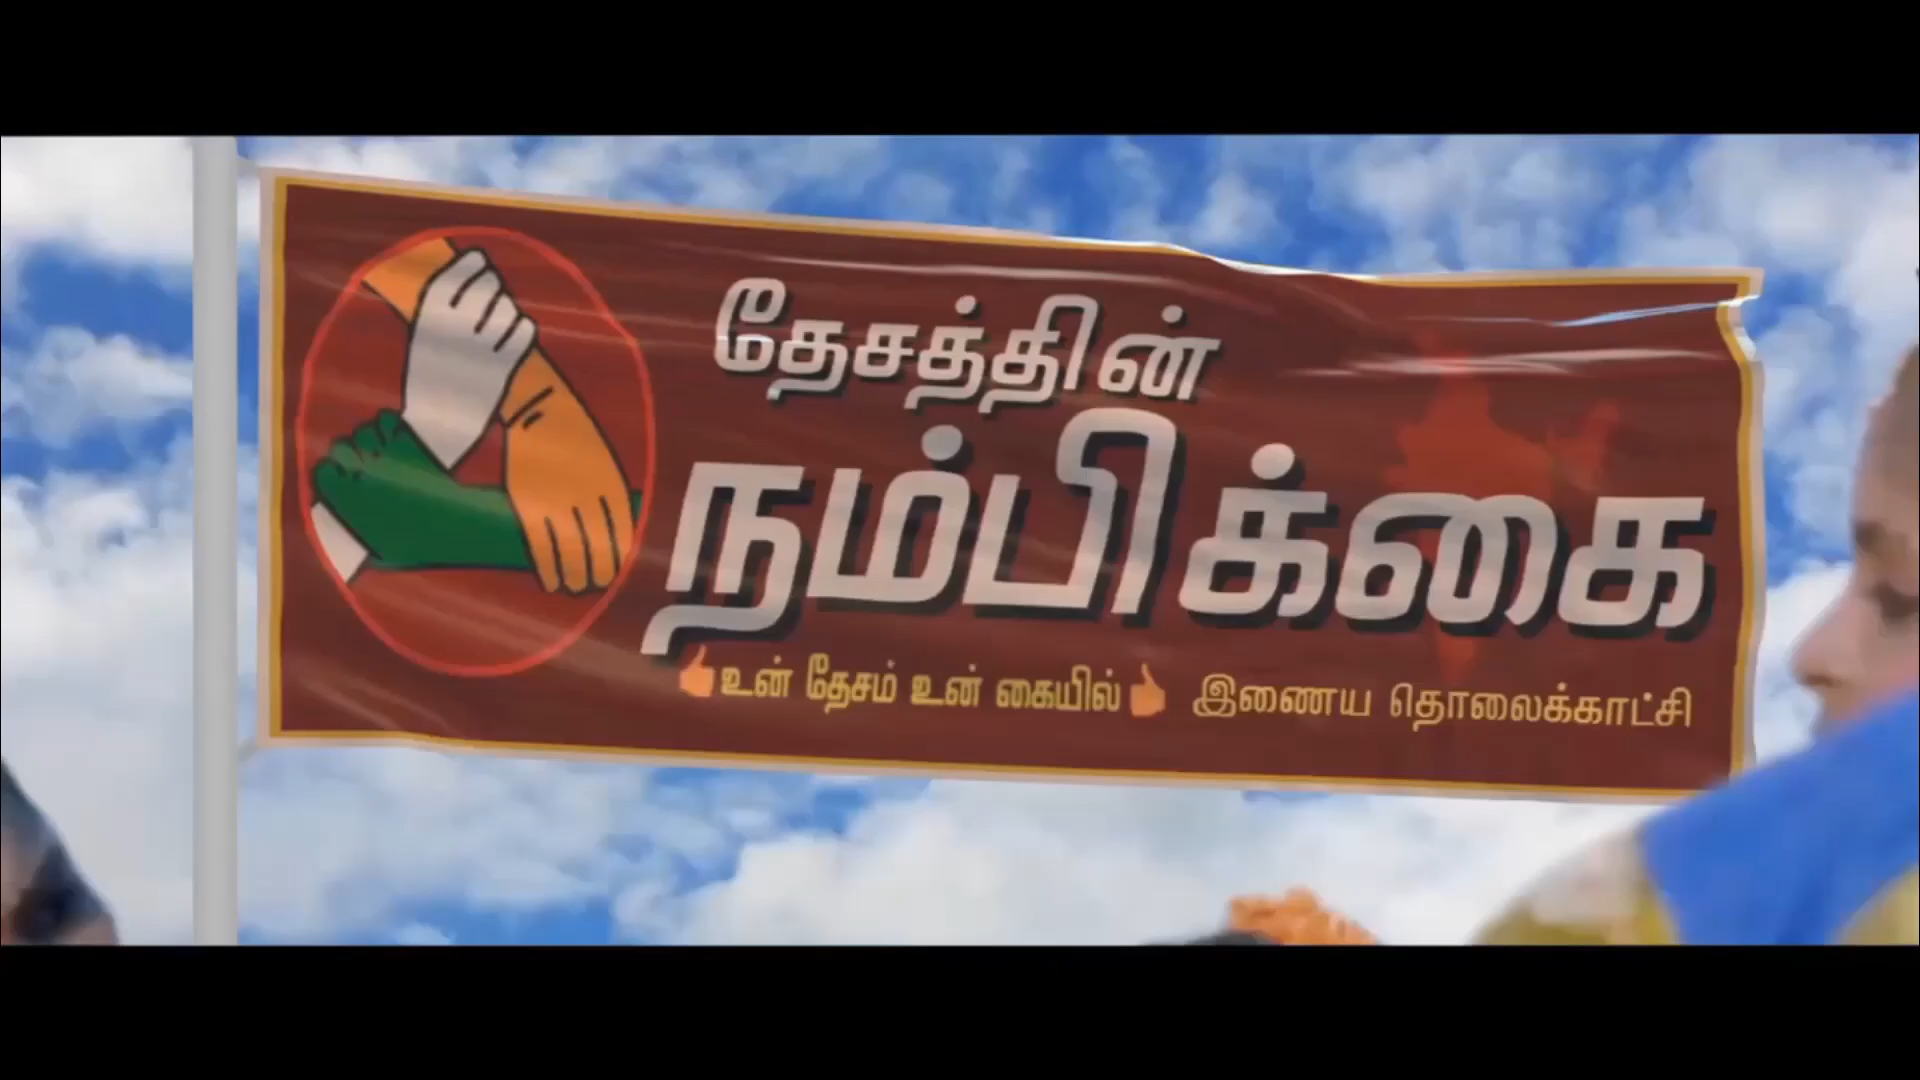 தேசத்தின்
நம்பிக்கை
உன் தேசம் உன் கையில் இணைய தொலைக்காட்சி